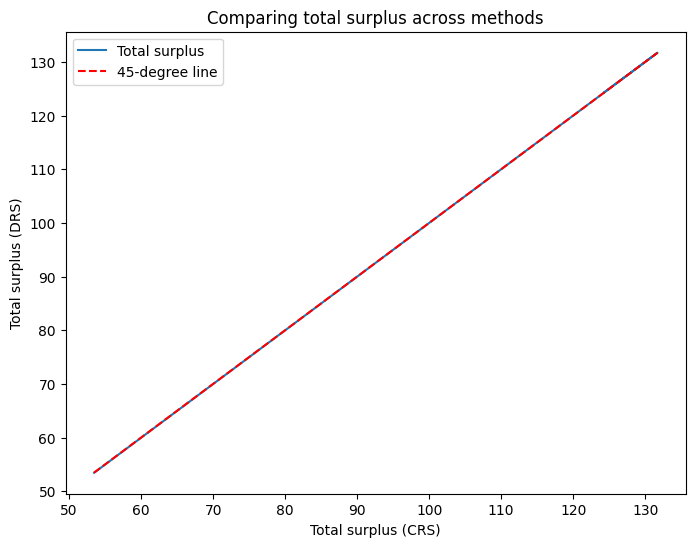 Comparing total surplus across methods
Total surplus
45-degree line
Total surplus (DRS)
130
120
110
100
90
80
70
60
50
50 60 70 80 90 100 110 120 130
Total surplus (CRS)